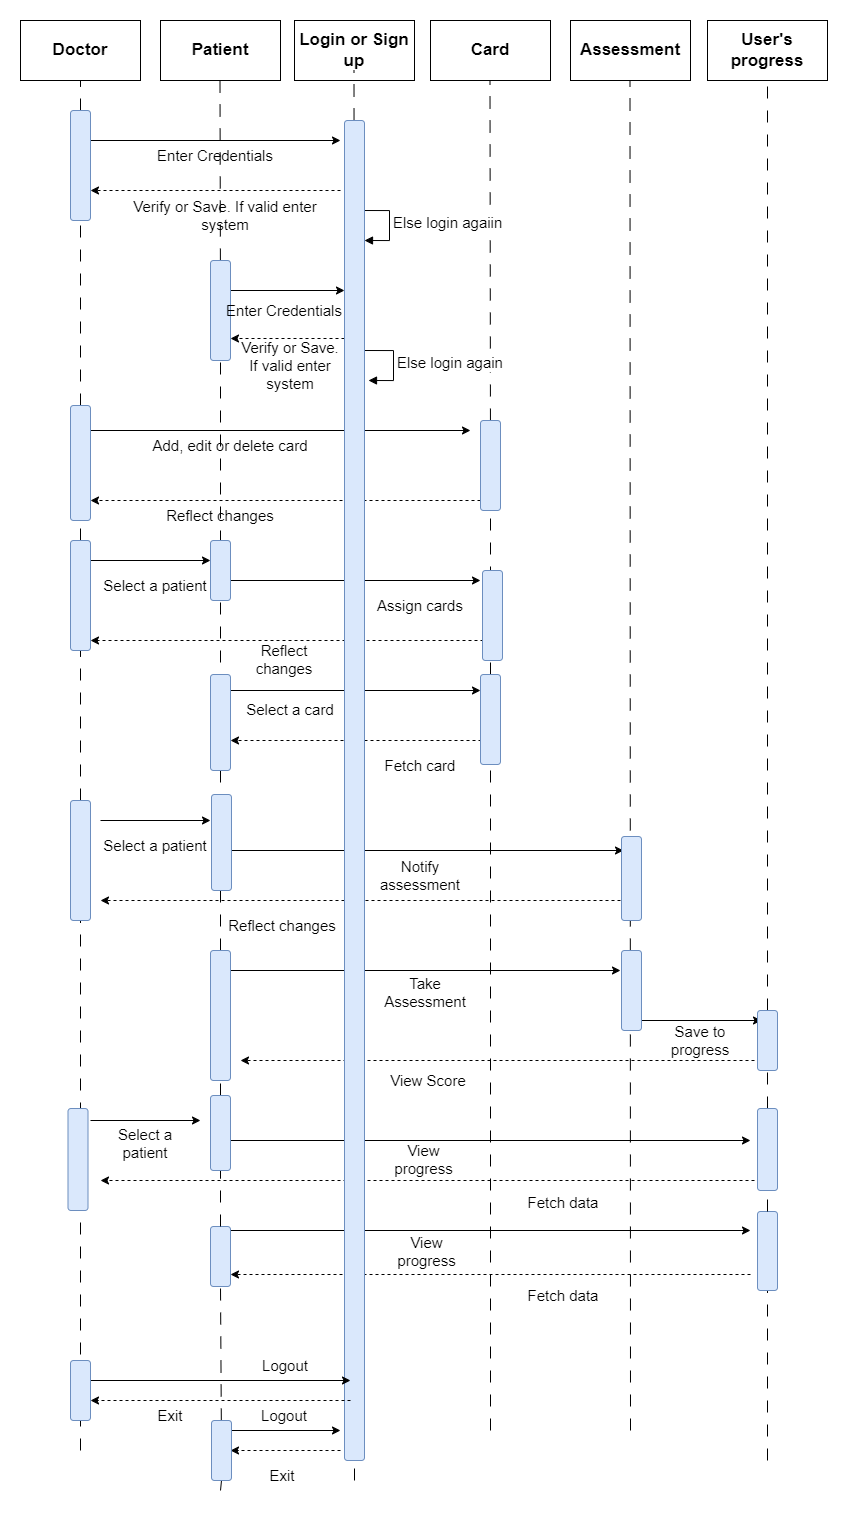 Doctor
Patient
Login or Sign
up
Card
Assessment
User's
progress
Enter Credentials
Verify or Save. If valid enter
system
Else login agaiin
Enter Credentials
Verify or Save.
If valid enter
system
Else login again
Add, edit or delete card
Reflect changes
Select a patient
Assign cards
Reflect
changes
Select a card
Fetch card
Select a patient
Notify
assessment
Reflect changes
Take
Assessment
Save to
progress
View Score
Select a
patient
View
progress
Fetch data
View
progress
Fetch data
Logout
Exit
Logout
Exit